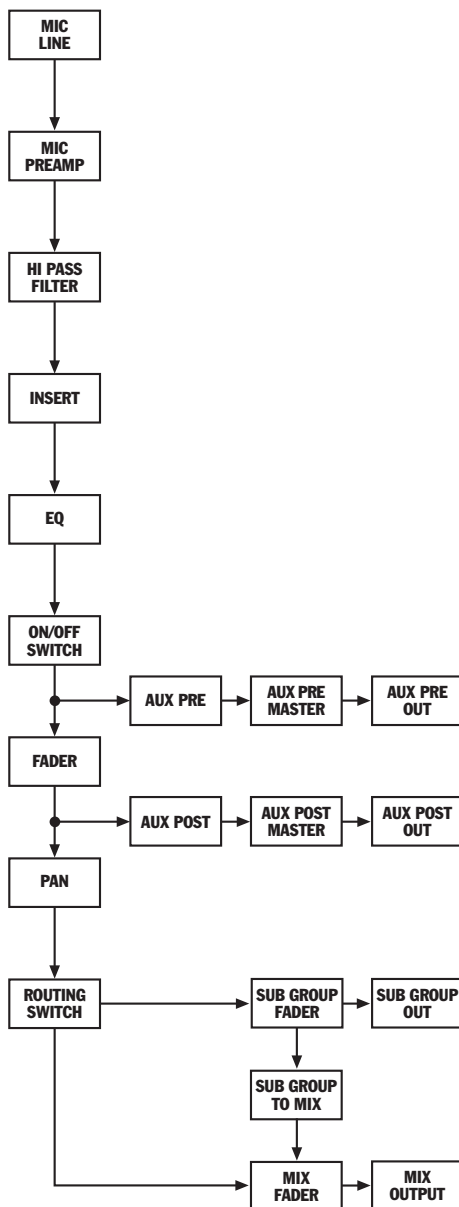 MIC
LINE
MIC
PREAMP
HI PASS
FILTER
INSERT
EQ
ON/OFF
SWITCH
AUX PRE
AUX PRE
MASTER
AUX PRE
OUT
FADER
AUX POST
AUX POST
MASTER
AUX POST
OUT
PAN
ROUTING
SWITCH
SUB GROUP
FADER
SUB GROUP
OUT
SUB GROUP
TO MIX
MIX
FADER
MIX
OUTPUT